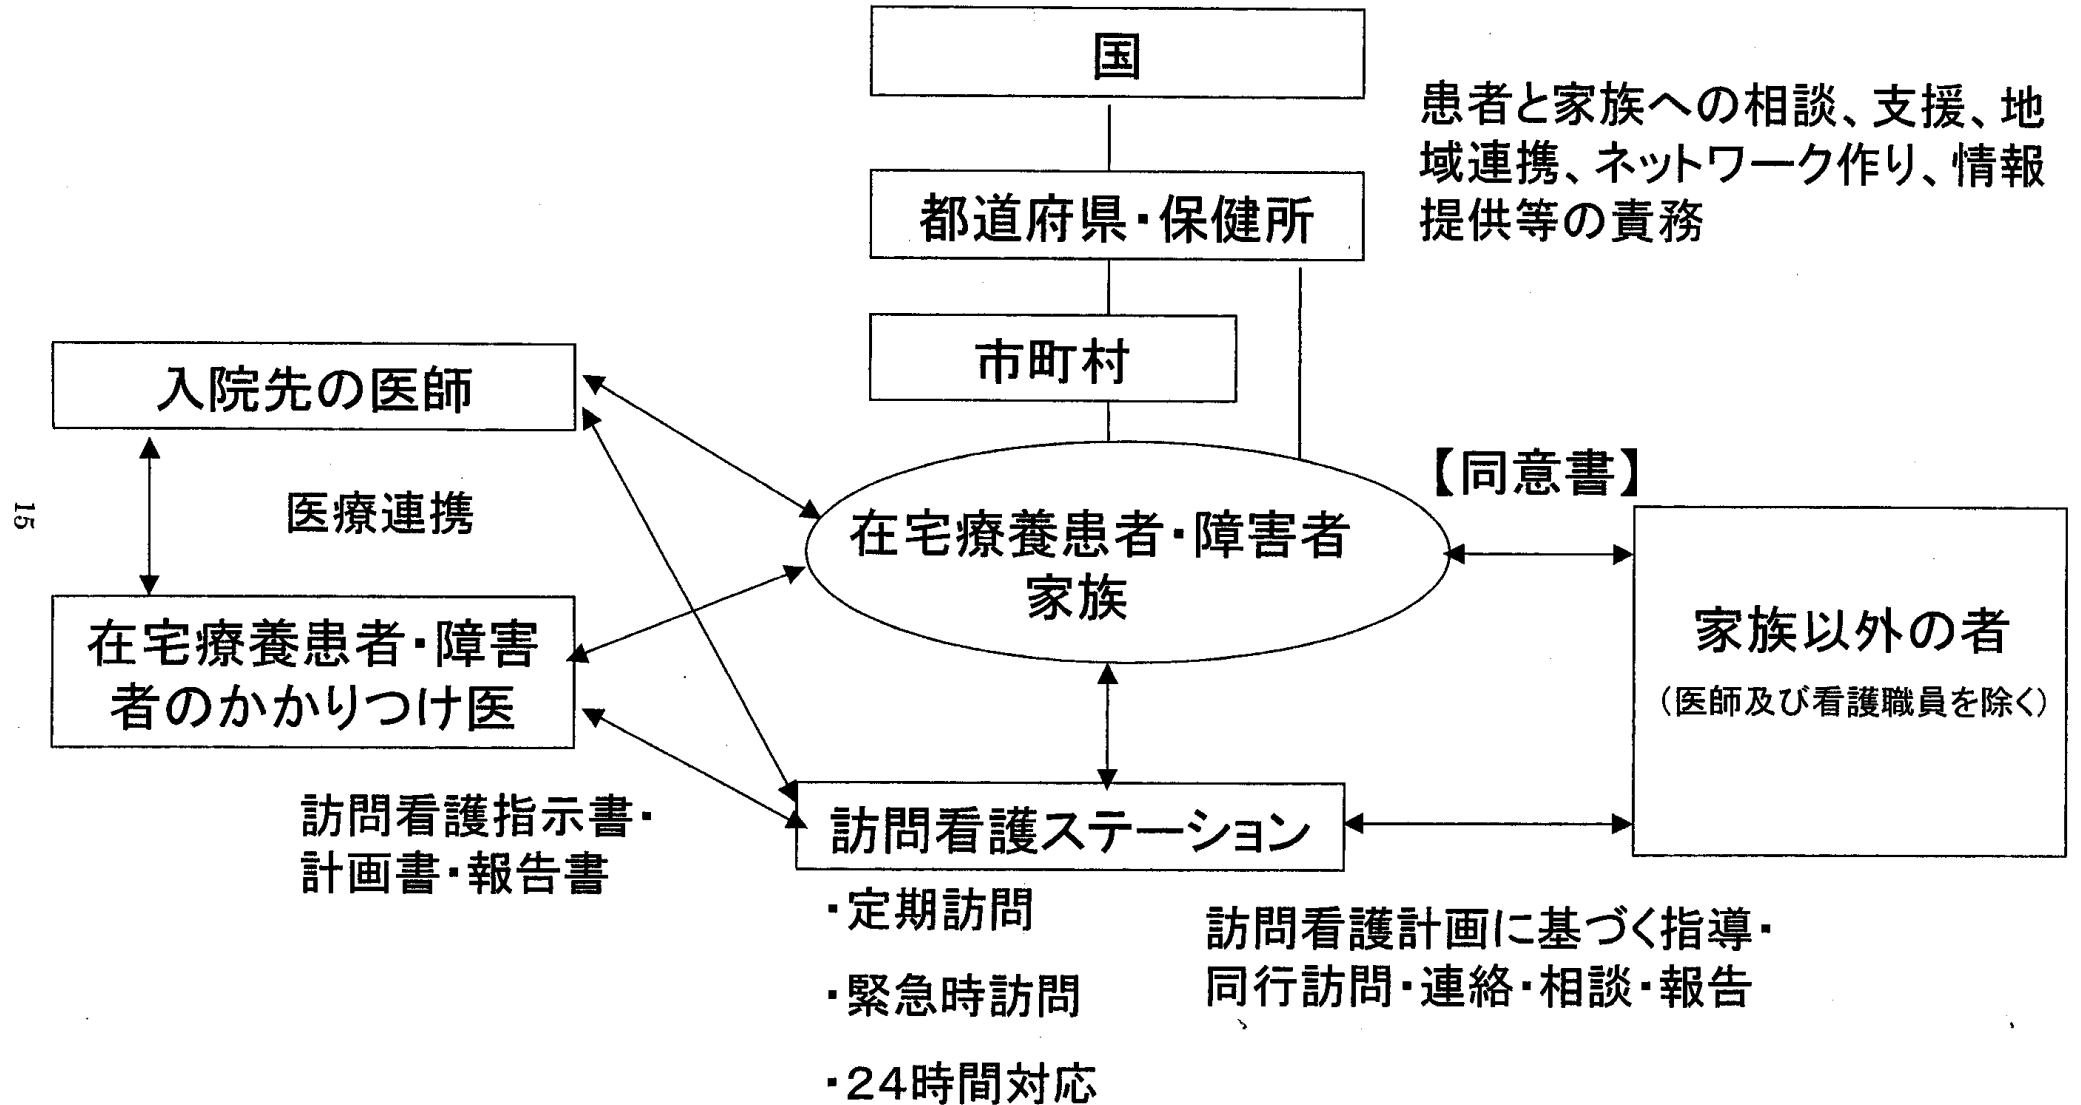 国
患者と家族への相談、支援、地
域連携、ネットワーク作り、情報
提供等の責務
都道府県・保健所
市町村
入院先の医師
【同意書】
医療連携
15
在宅療養患者・障害者
家族
在宅療養患者・障害
者のかかりつけ医
家族以外の者
（医師及び看護職員を除く）
訪問看護指示書・
計画書・報告書
訪問看護ステーション
・定期訪問
・緊急時訪問
・24時間対応
訪問看護計画に基づく指導・
同行訪問・連絡・相談・報告